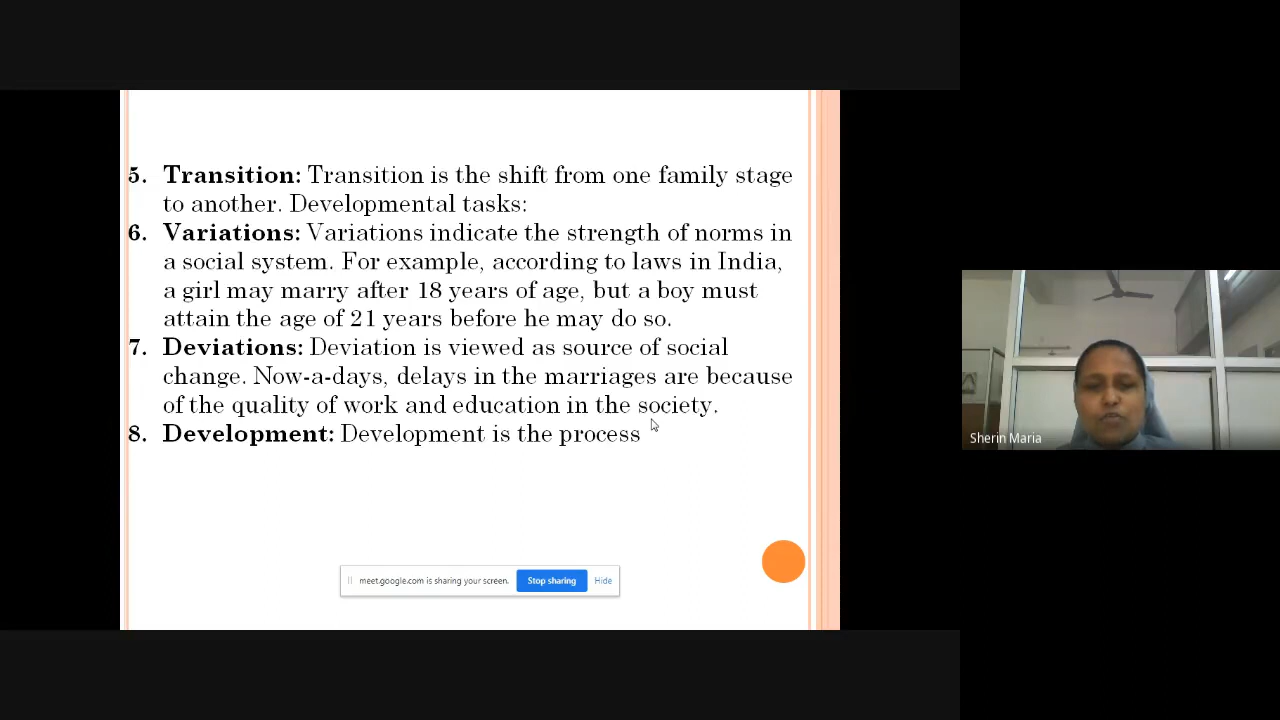 5. Transition: Transition is the shift from one family stage
to another. Developmental tasks:
6. Variations: Variations indicate the strength of norms in
a social system. For example, according to laws in India,
a girl may marry after 18 years of age, but a boy must
attain the age of 21 years before he may do so.
7. Deviations: Deviation is viewed as source of social
change. Now-a-days, delays in the marriages are because
of the quality of work and education in the society.
8. Development: Development is the process
Sherin Maria
meet.google.com is sharing your screen. Stop sharing Hide